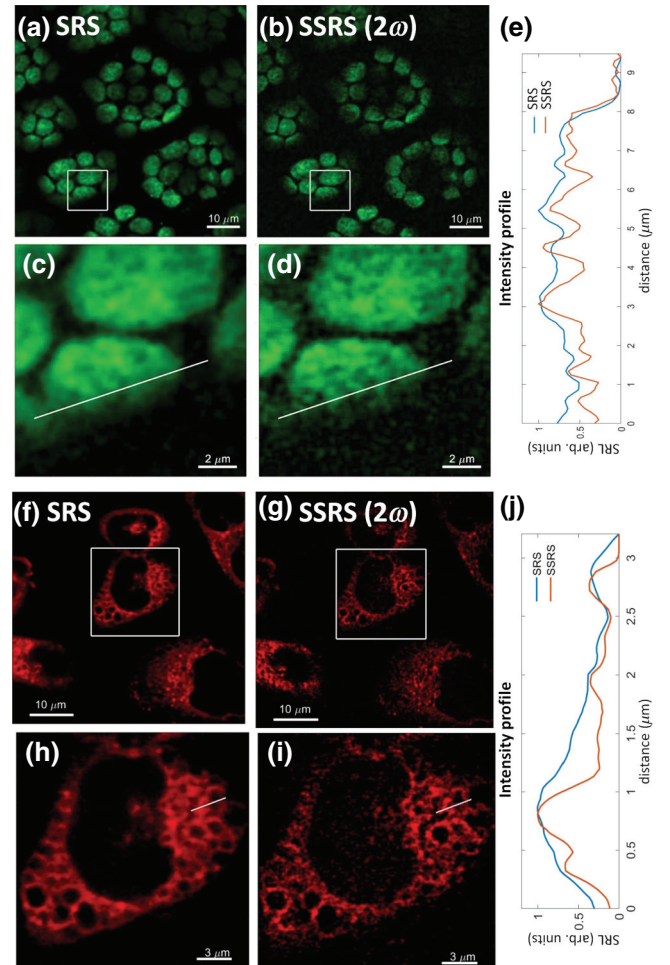 (a) SRS
(b) SSRS (2ω)
10 μm
10 μm
(c)
(d)
2 μm
2 μm
(e)
Intensity profile
SRS
SSRS
SRL (arb. units)
1
0.5
0
distance (μm)
0
1
2
3
4
5
6
7
8
9
(f) SRS
(g) SSRS (2ω)
10 μm
10 μm
(h)
(i)
3 μm
3 μm
(j)
Intensity profile
SRS
SSRS
SRL (arb. units)
1
0.5
0
distance (μm)
0
0.5
1
1.5
2
2.5
3